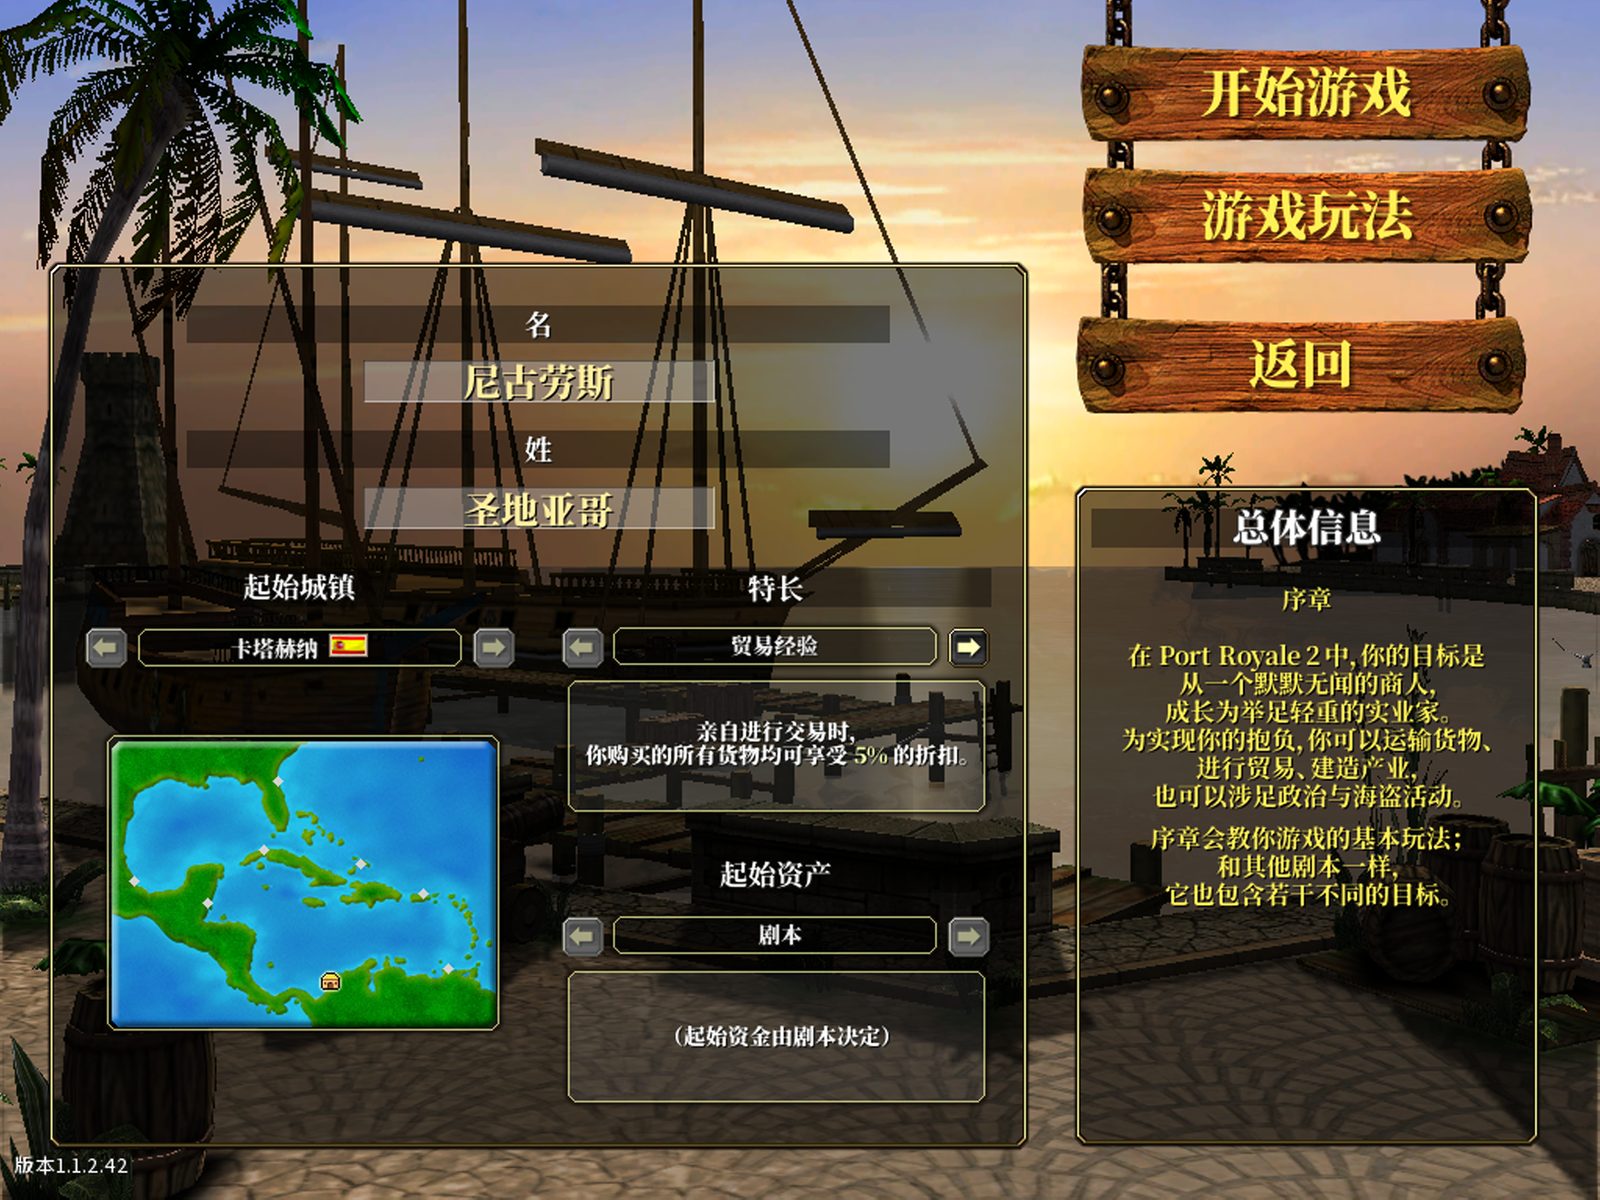 开始游戏
游戏玩法
返回
名
尼古劳斯
姓
圣地亚哥
起始城镇
卡塔赫纳
特长
贸易经验
亲自进行交易时,
你购买的所有货物均可享受 5% 的折扣。
起始资产
剧本
（起始资金由剧本决定）
总体信息
序章
在 Port Royale 2 中,你的目标是
从一个默默无闻的商人,
成长为举足轻重的实业家。
为实现你的抱负,你可以运输货物、
进行贸易、建造产业,
也可以涉足政治与海盗活动。
序章会教你游戏的基本玩法;
和其他剧本一样,
它也包含若干不同的目标。
版本1.1.2.42